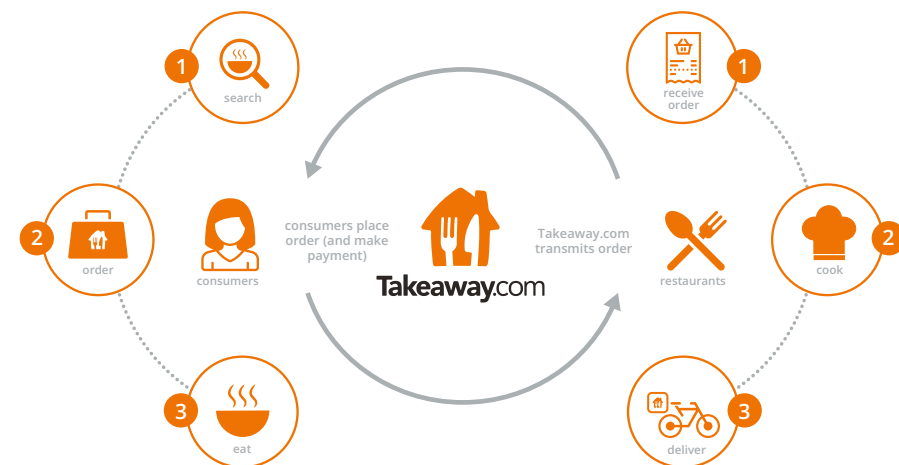 1
search
2
order
3
eat
consumers
consumers place
order (and make
payment)
Takeaway.com
Takeaway.com
transmits order
restaurants
1
receive
order
2
cook
3
deliver